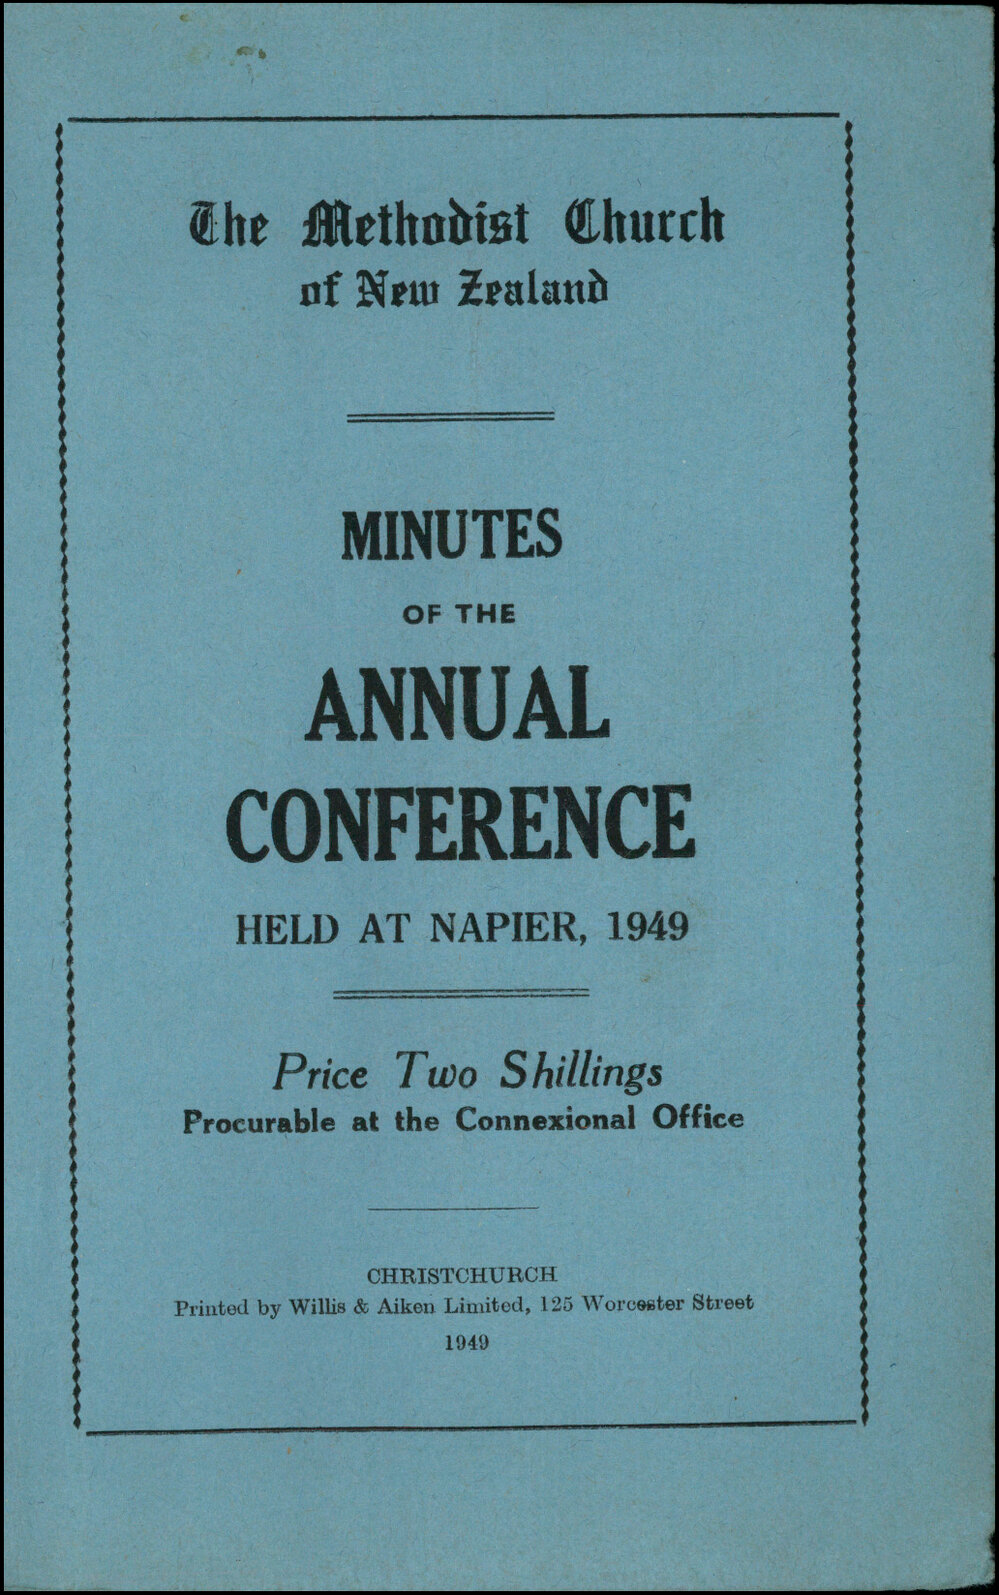 The Methodist Church
of New Zealand
MINUTES
OF THE
ANNUAL
CONFERENCE
HELD AT NAPIER, 1949
Price Two Shillings
Procurable at the Connexional Office
CHRISTCHURCH
Printed by Willis & Aiken Limited, 125 Worcester Street
1949